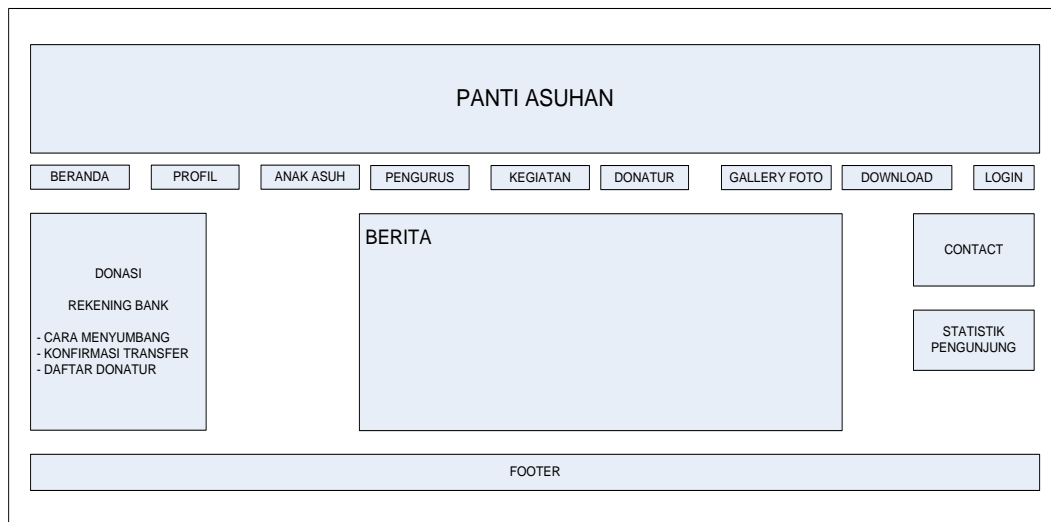 PANTI ASUHAN
BERANDA
PROFIL
ANAK ASUH
PENGURUS
KEGIATAN
DONATUR
GALLERY FOTO
DOWNLOAD
LOGIN
DONASI
REKENING BANK
- CARA MENYUMBANG
- KONFIRMASI TRANSFER
- DAFTAR DONATUR
BERITA
CONTACT
STATISTIK
PENGUNJUNG
FOOTER